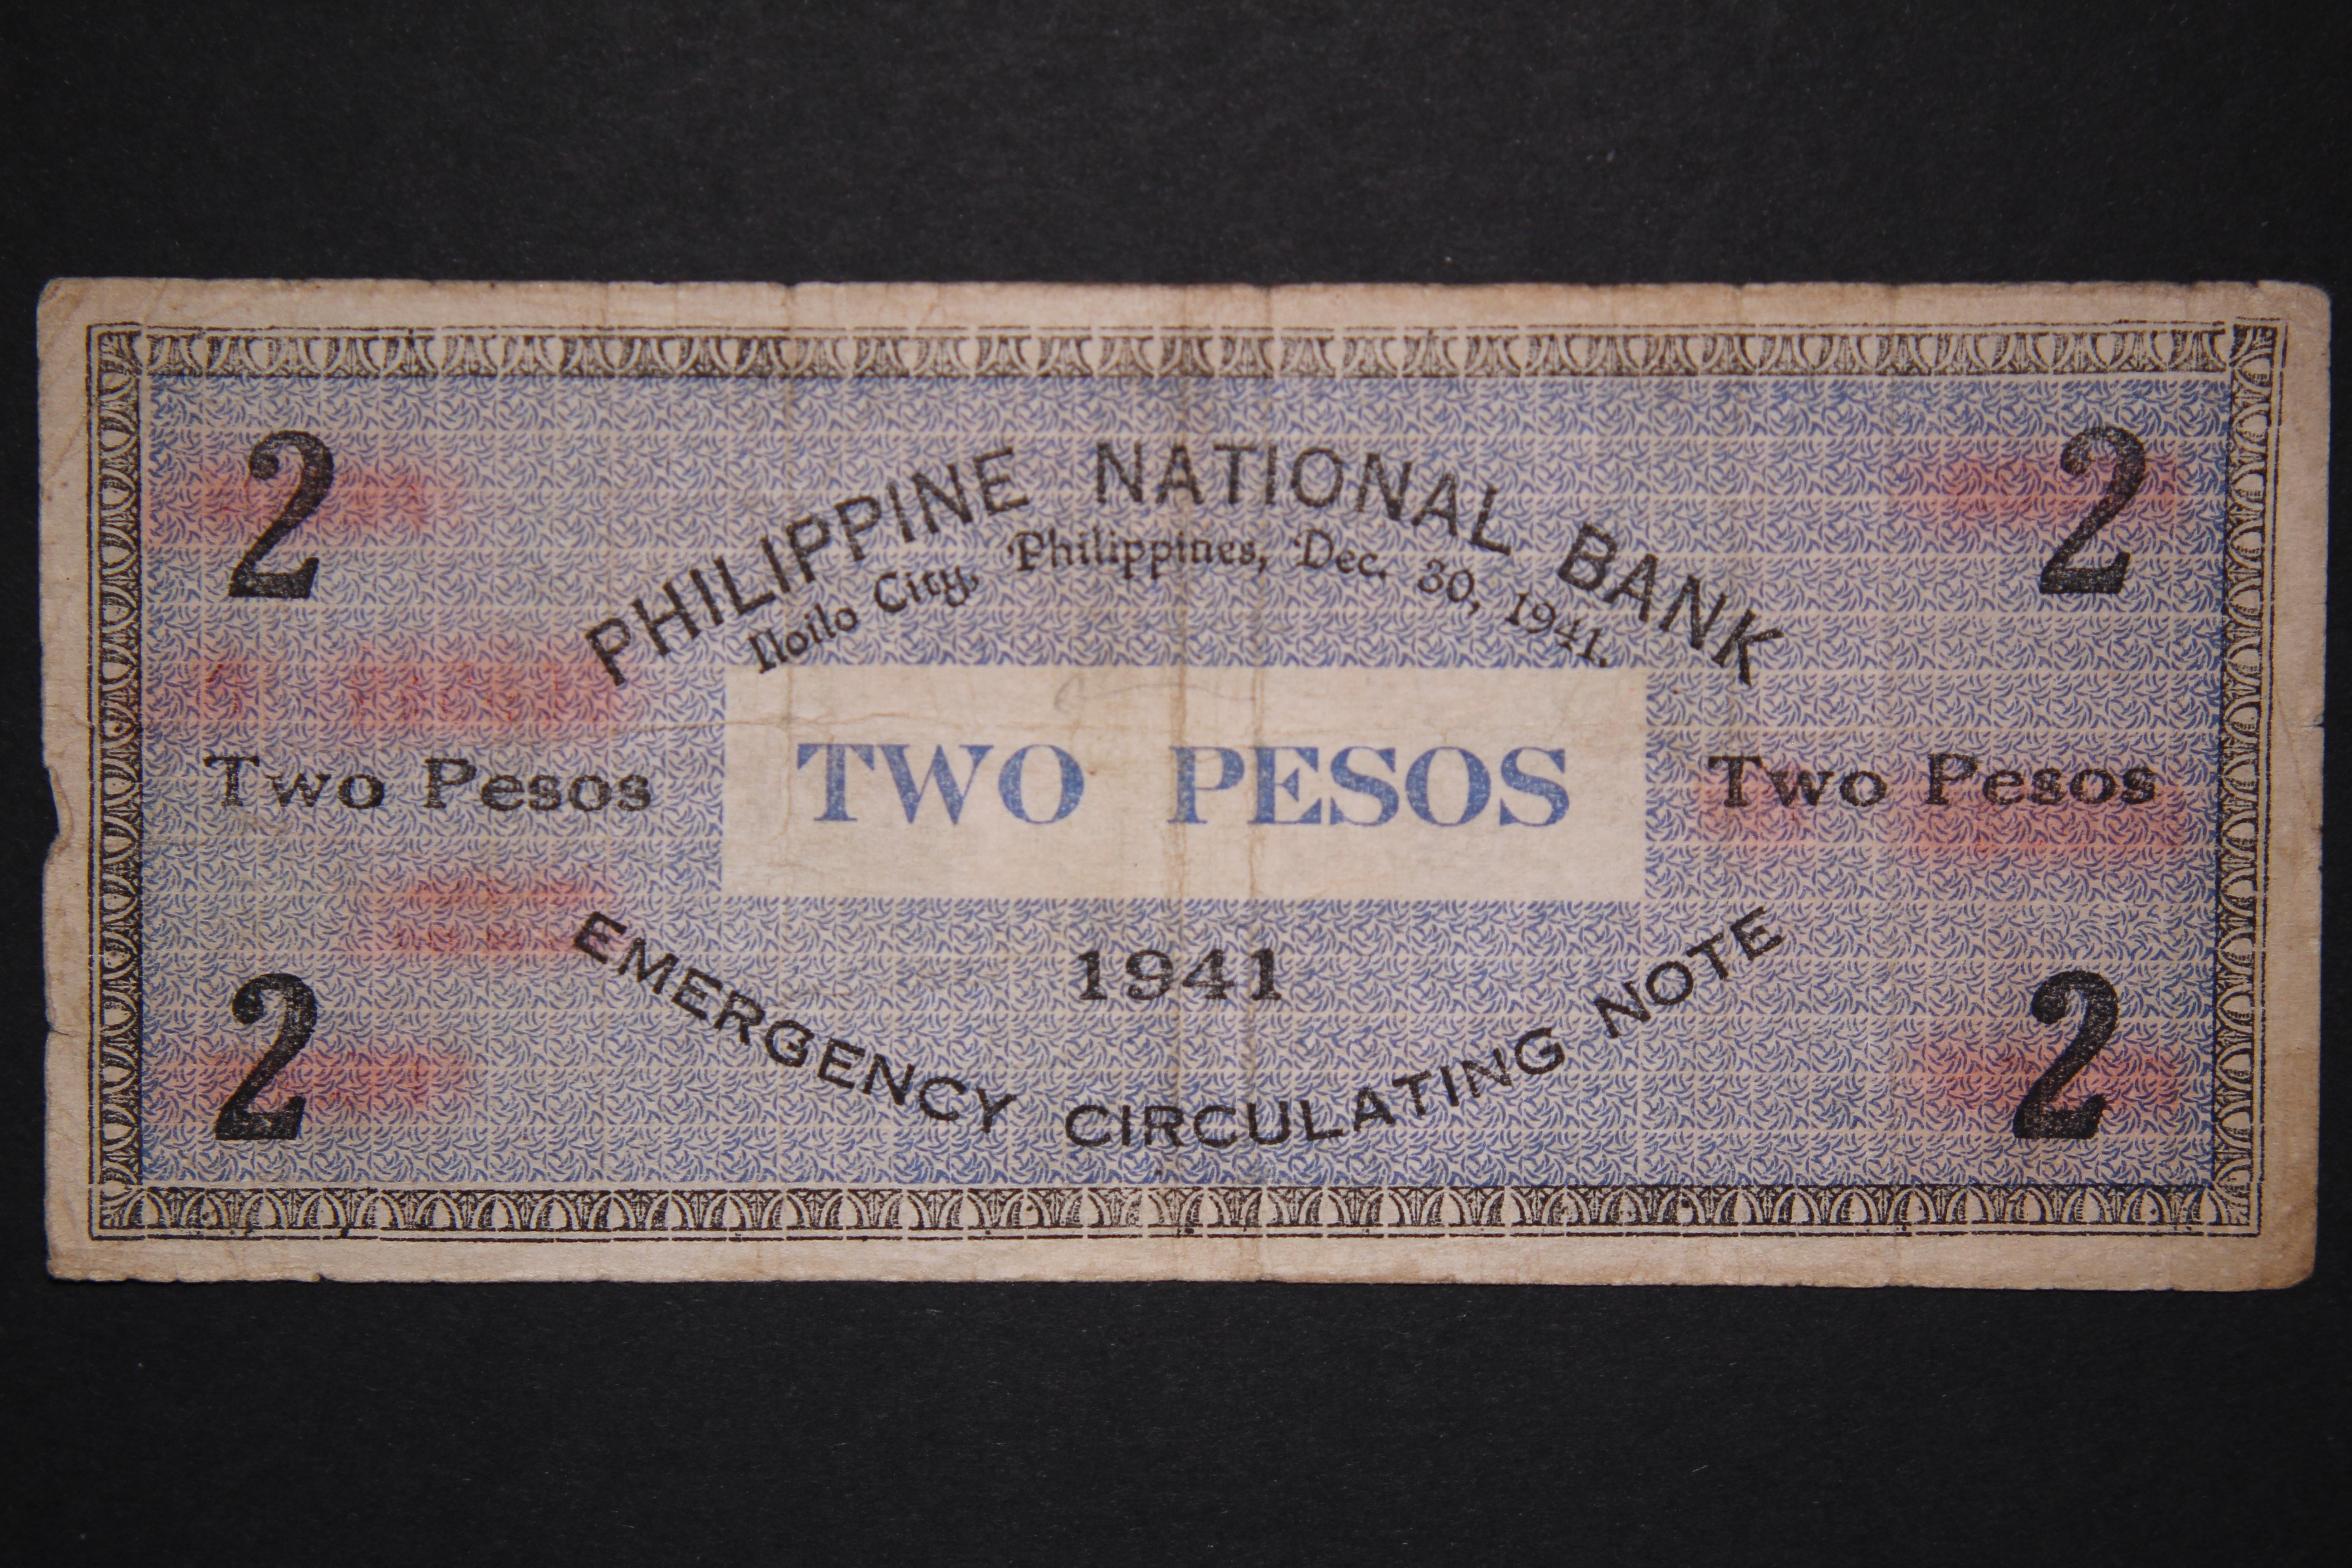 2 2
PHILIPPINE NATIONAL BANK
Iloilo City, Philippines, Dec. 30, 1941.
Two Pesos TWO PESOS Two Pesos
1941
EMERGENCY CIRCULATING NOTE
2 2